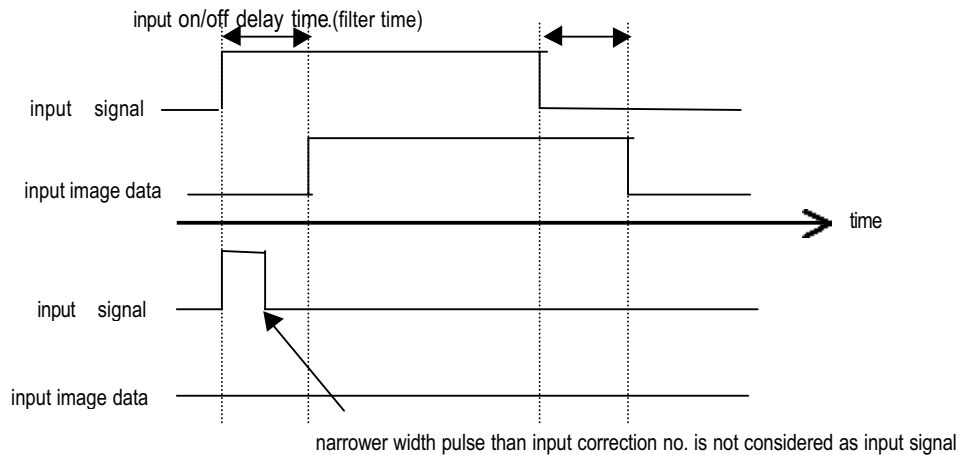 input on/off delay time.(filter time)
input signal
input image data
time
input signal
input image data
narrower width pulse than input correction no. is not considered as input signal